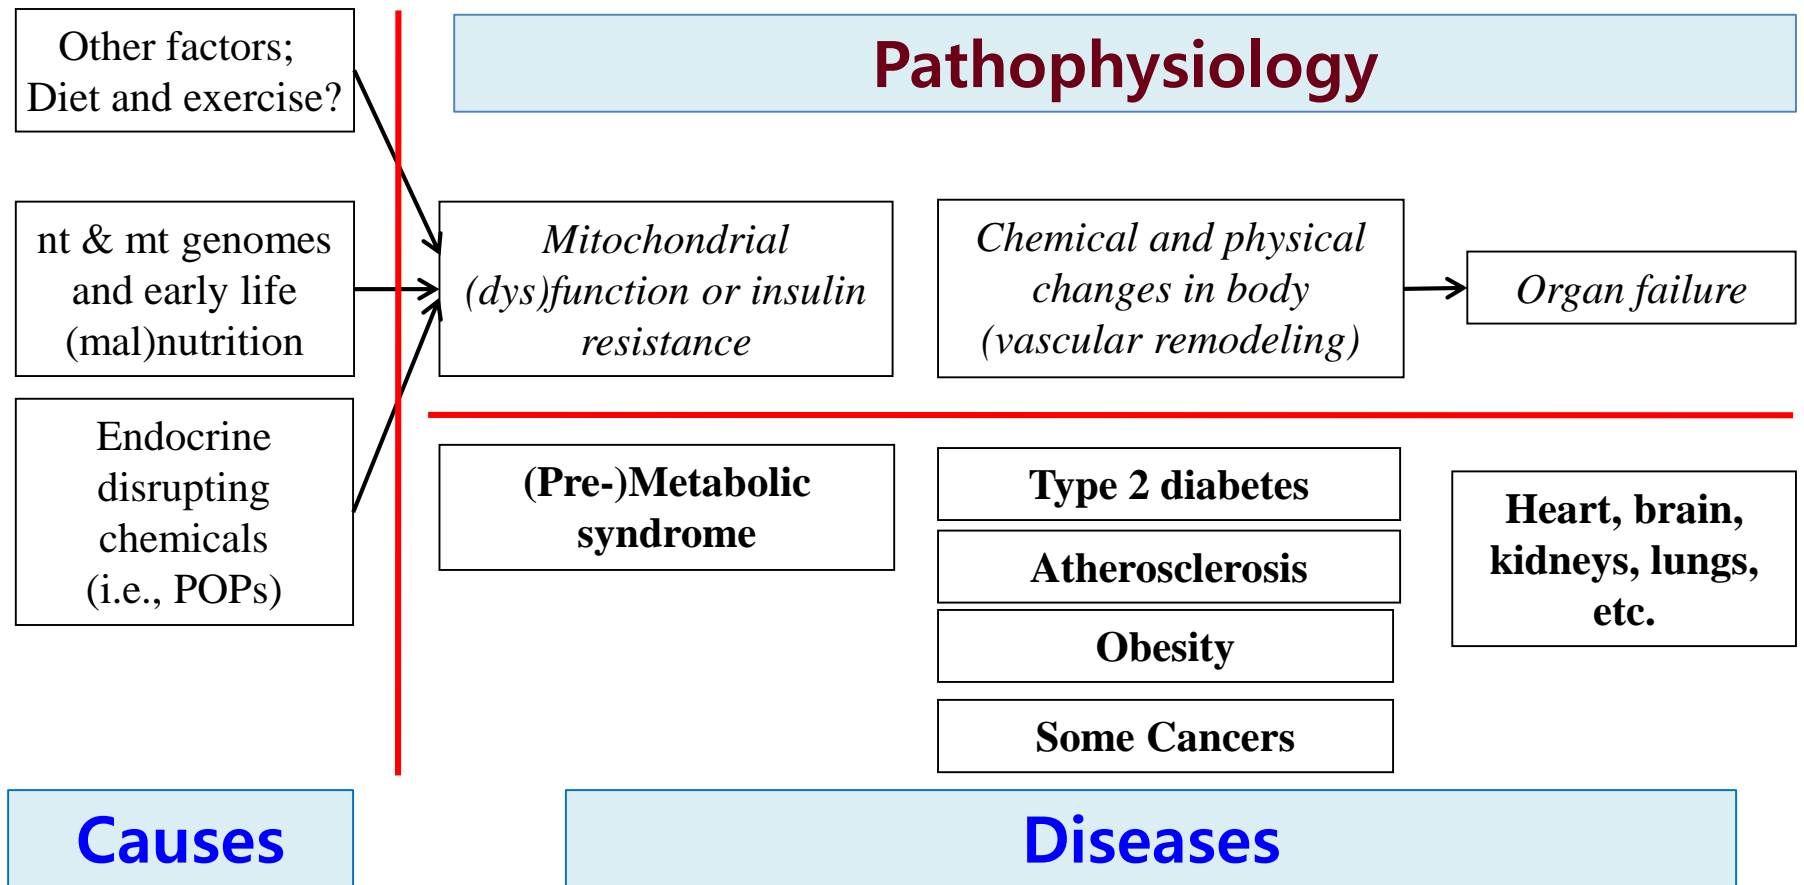 Other factors;
Diet and exercise?
Pathophysiology
nt & mt genomes
and early life
(mal)nutrition
Mitochondrial
(dys)function or insulin
resistance
Chemical and physical
changes in body
(vascular remodeling)
Organ failure
Endocrine
disrupting
chemicals
(i.e., POPs)
(Pre-)Metabolic
syndrome
Type 2 diabetes
Atherosclerosis
Obesity
Some Cancers
Heart, brain,
kidneys, lungs,
etc.
Causes
Diseases